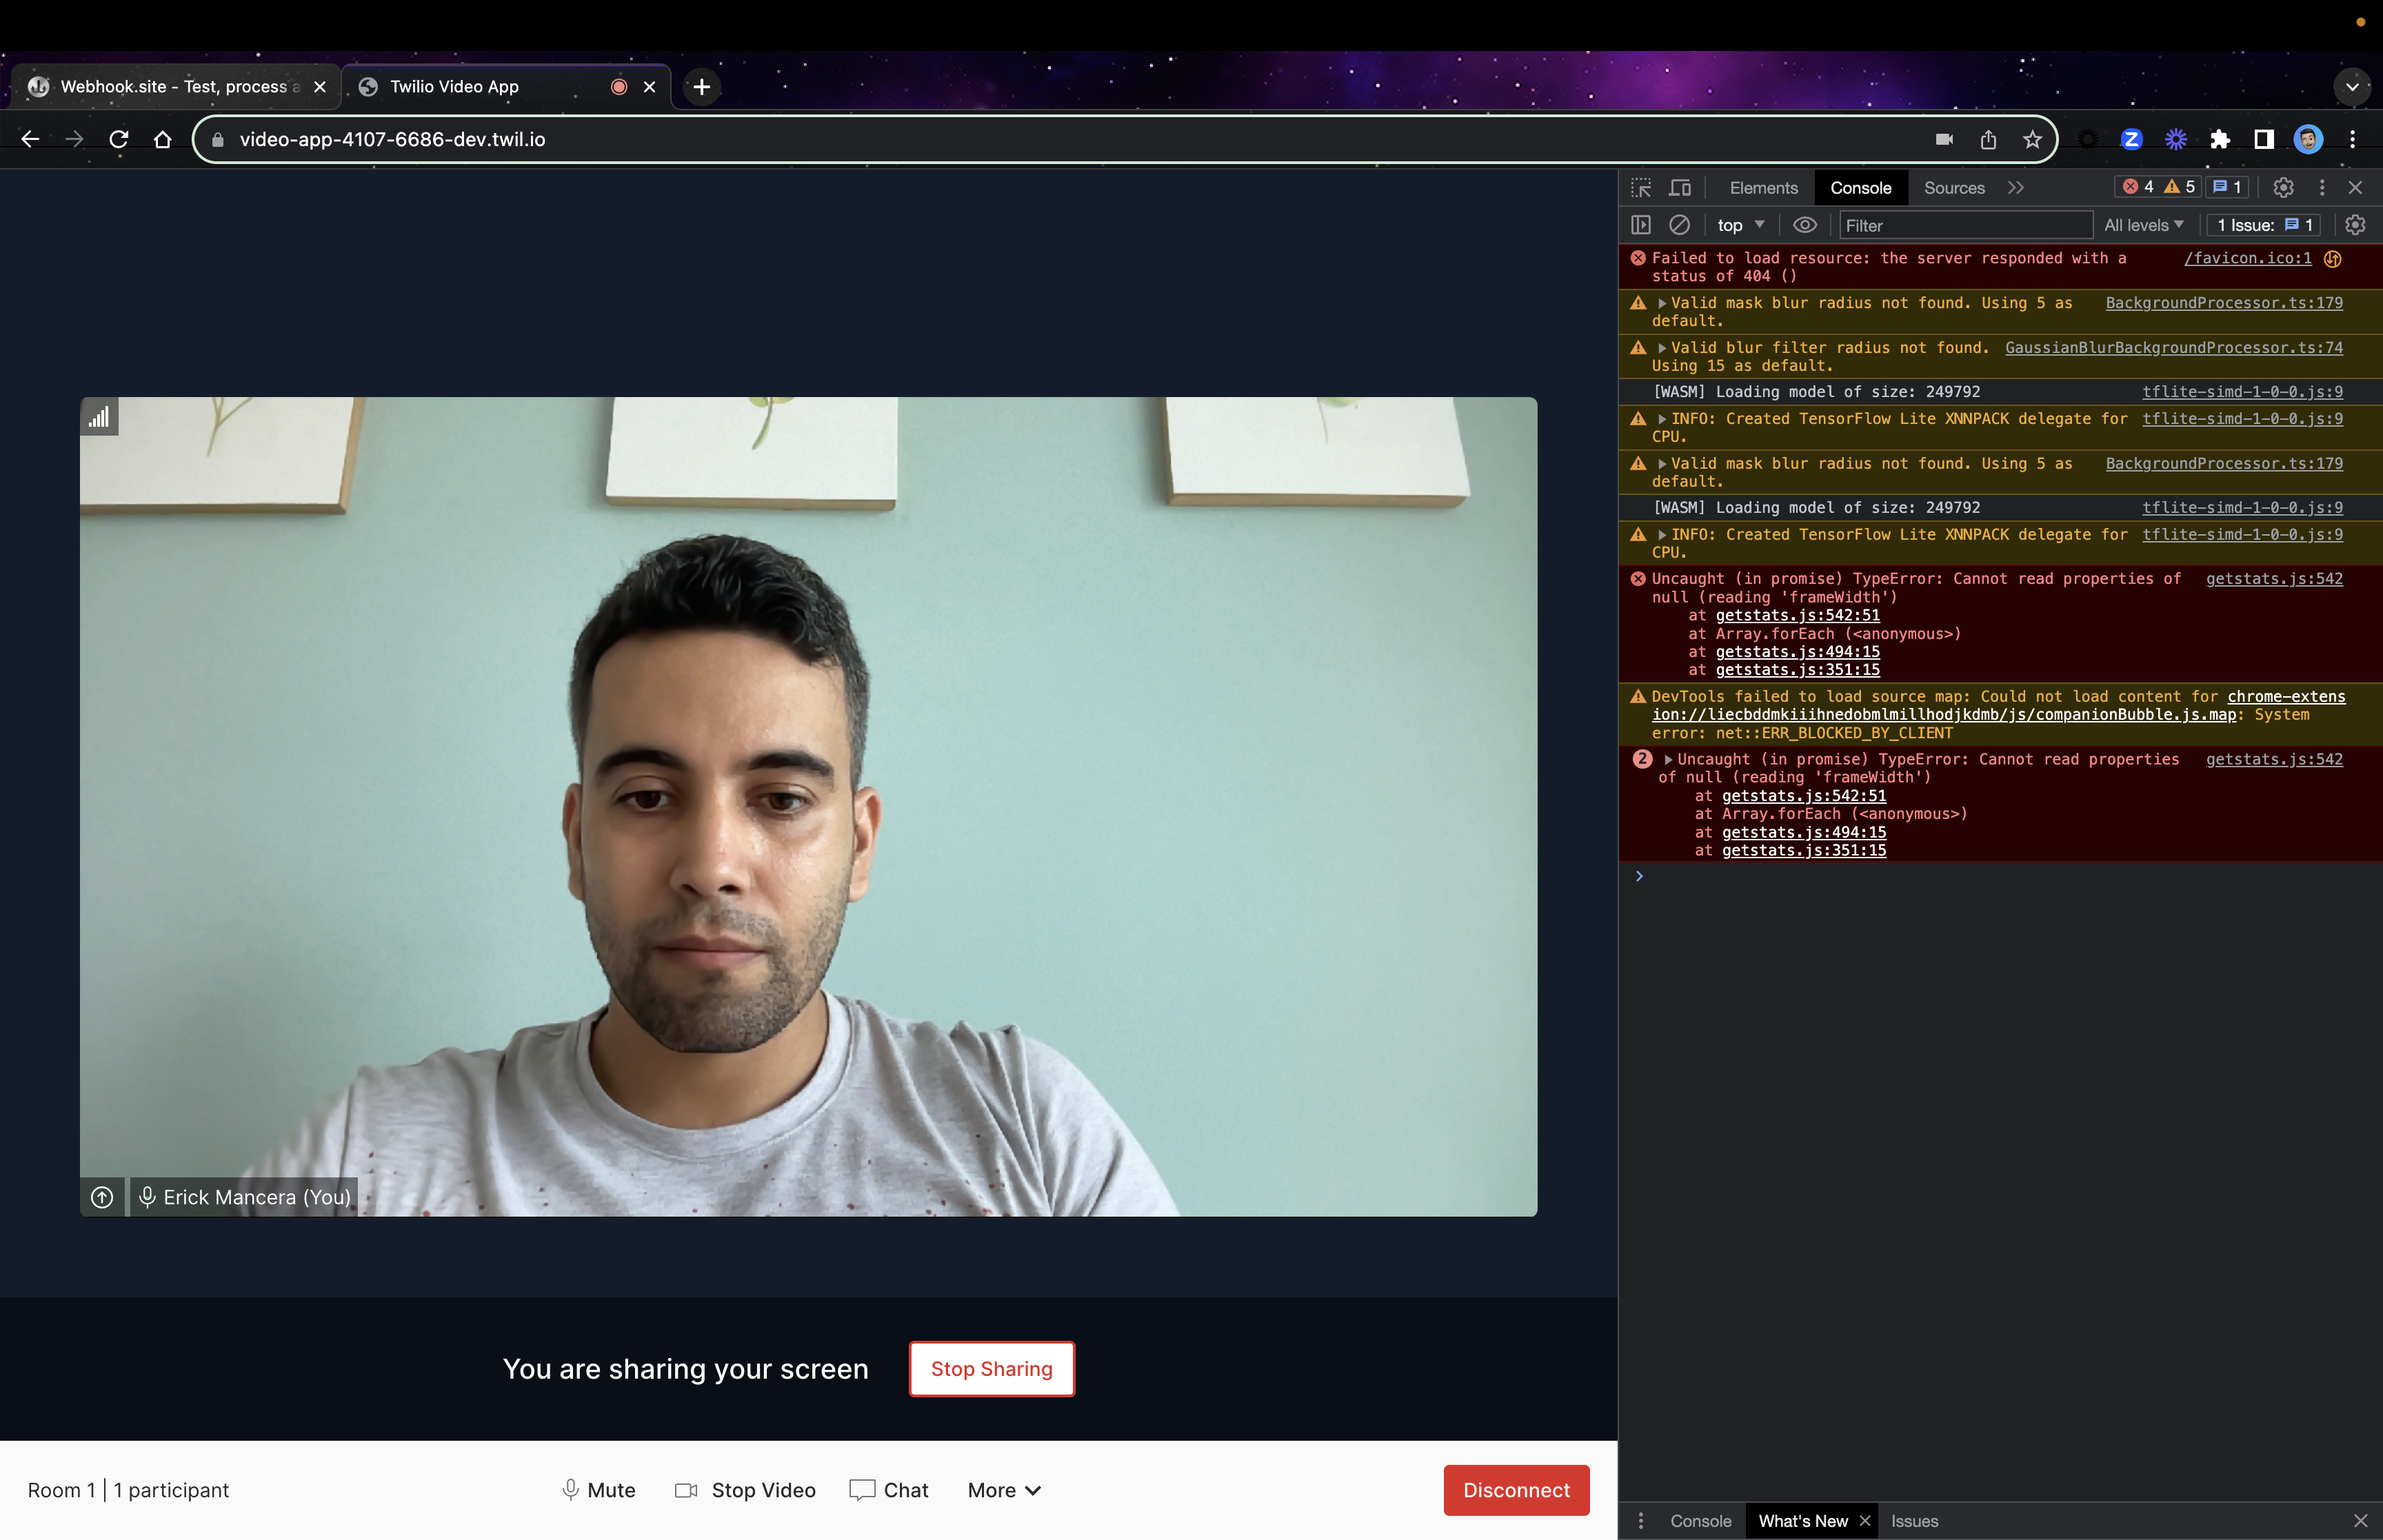 Webhook.site - Test, process a
Twilio Video App
video-app-4107-6686-dev.twil.io
Elements Console Sources 4 5 1
top Filter All levels 1 Issue: 1
Failed to load resource: the server responded with a /favicon.ico:1
status of 404 ()
Valid mask blur radius not found. Using 5 as BackgroundProcessor.ts:179
default.
Valid blur filter radius not found. GaussianBlurBackgroundProcessor.ts:74
Using 15 as default.
[WASM] Loading model of size: 249792 tflite-simd-1-0-0.js:9
INFO: Created TensorFlow Lite XNNPACK delegate for tflite-simd-1-0-0.js:9
CPU.
Valid mask blur radius not found. Using 5 as BackgroundProcessor.ts:179
default.
[WASM] Loading model of size: 249792 tflite-simd-1-0-0.js:9
INFO: Created TensorFlow Lite XNNPACK delegate for tflite-simd-1-0-0.js:9
CPU.
Uncaught (in promise) TypeError: Cannot read properties of getstats.js:542
null (reading 'frameWidth')
at getstats.js:542:51
at Array.forEach (<anonymous>)
at getstats.js:494:15
at getstats.js:351:15
DevTools failed to load source map: Could not load content for chrome-extens
ion://liecbddmkiiihnedobmlmillhodjkdmb/js/companionBubble.js.map: System
error: net::ERR_BLOCKED_BY_CLIENT
2 Uncaught (in promise) TypeError: Cannot read properties getstats.js:542
of null (reading 'frameWidth')
at getstats.js:542:51
at Array.forEach (<anonymous>)
at getstats.js:494:15
at getstats.js:351:15
Erick Mancera (You)
You are sharing your screen Stop Sharing
Room 1 | 1 participant Mute Stop Video Chat More Disconnect
Console What's New Issues